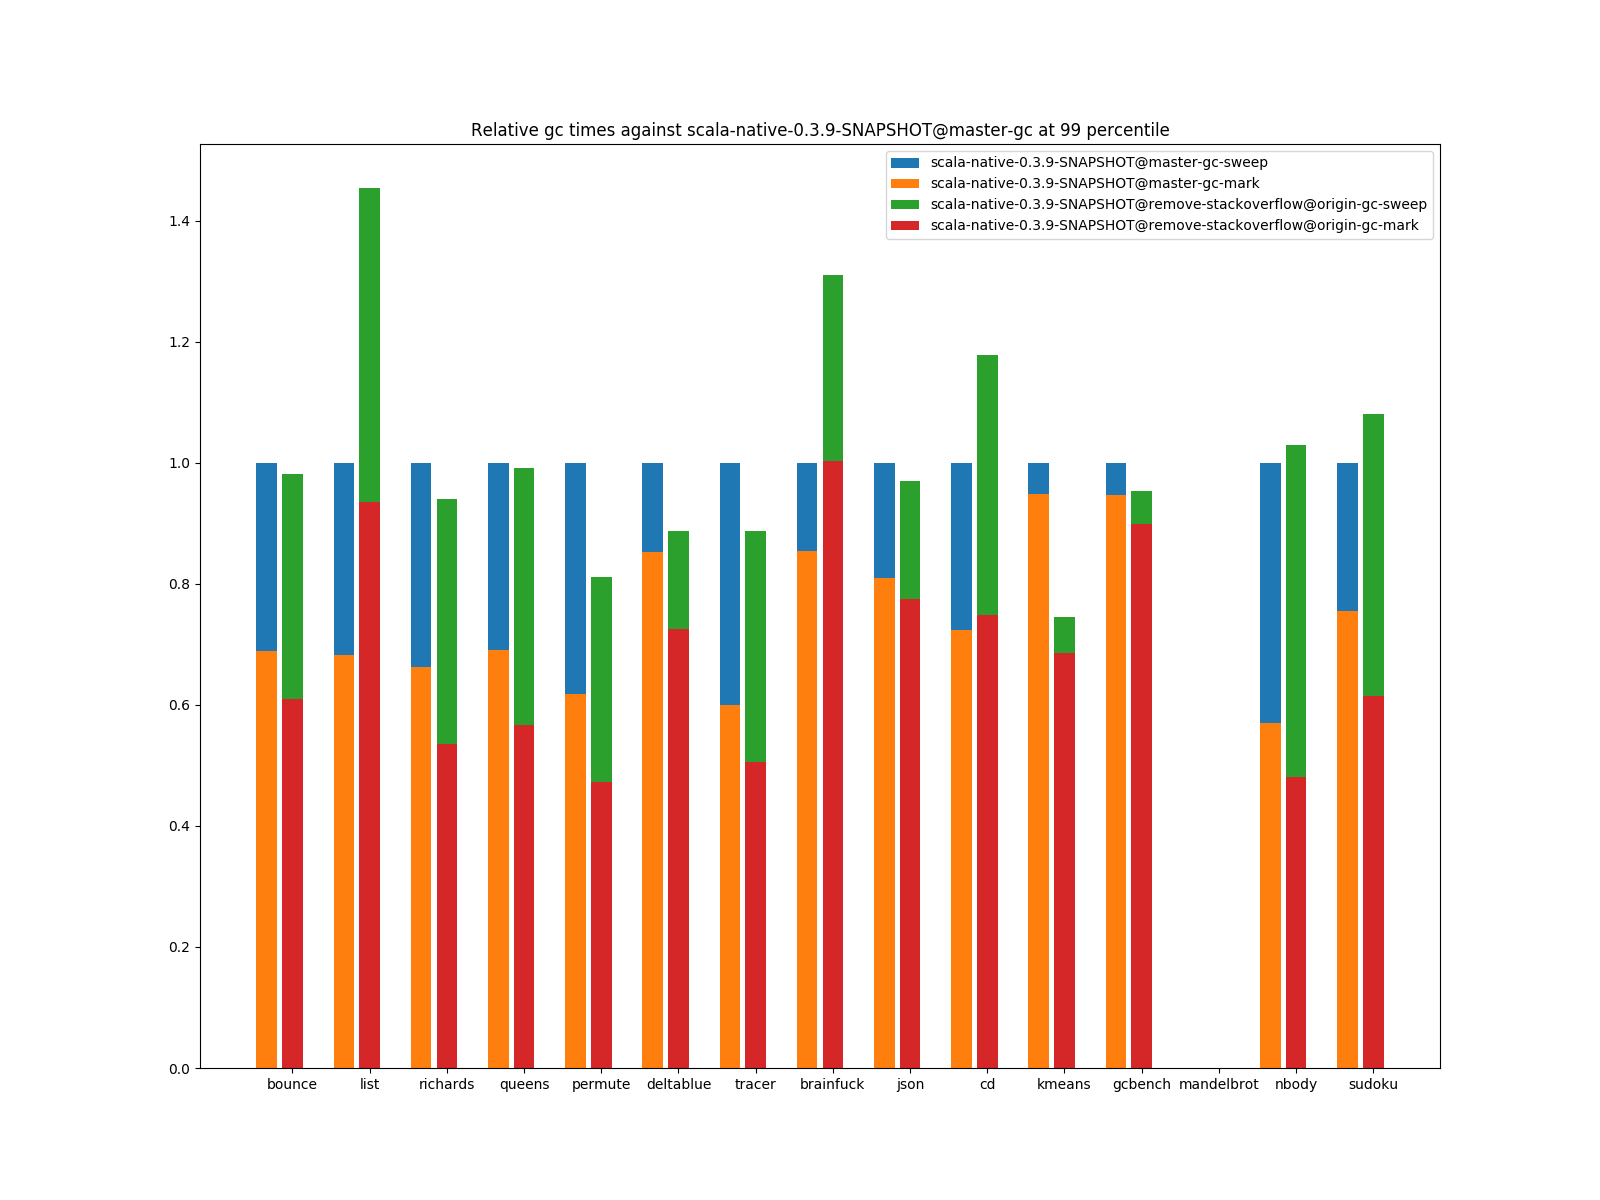 Relative gc times against scala-native-0.3.9-SNAPSHOT@master-gc at 99 percentile
scala-native-0.3.9-SNAPSHOT@master-gc-sweep
scala-native-0.3.9-SNAPSHOT@master-gc-mark
scala-native-0.3.9-SNAPSHOT@remove-stackoverflow@origin-gc-sweep
scala-native-0.3.9-SNAPSHOT@remove-stackoverflow@origin-gc-mark
1.4
1.2
1.0
0.8
0.6
0.4
0.2
0.0
bounce list richards queens permute deltablue tracer brainfuck json cd kmeans gcbench mandelbrot nbody sudoku